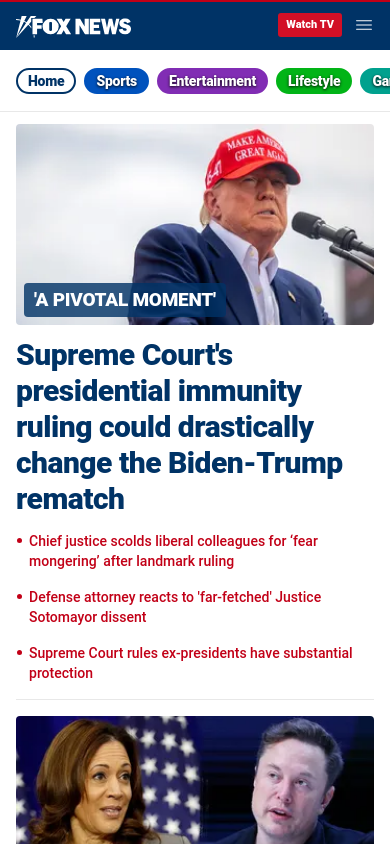 FOX NEWS
Watch TV
Home
Sports
Entertainment
Lifestyle
MAKE AMERICA
GREAT AGAIN
45-47
'A PIVOTAL MOMENT'
Supreme Court's
presidential immunity
ruling could drastically
change the Biden-Trump
rematch
• Chief justice scolds liberal colleagues for ‘fear
mongering’ after landmark ruling
• Defense attorney reacts to 'far-fetched' Justice
Sotomayor dissent
• Supreme Court rules ex-presidents have substantial
protection